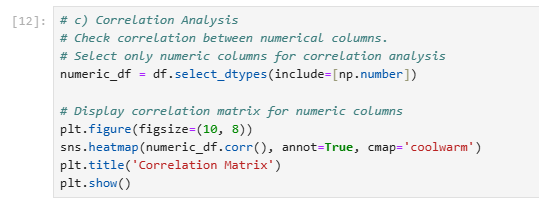 [12]: # c) Correlation Analysis
# Check correlation between numerical columns.
# Select only numeric columns for correlation analysis
numeric_df = df.select_dtypes(include=[np.number])
# Display correlation matrix for numeric columns
plt.figure(figsize=(10, 8))
sns.heatmap(numeric_df.corr(), annot=True, cmap='coolwarm')
plt.title('Correlation Matrix')
plt.show()